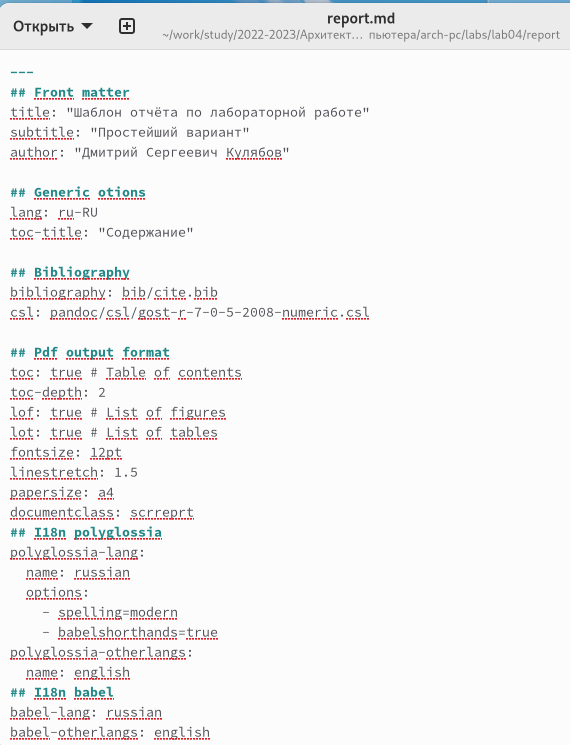 Открыть
report.md
~/work/study/2022-2023/Архитект… пьютера/arch-pc/labs/lab04/report
---
## Front matter
title: "Шаблон отчёта по лабораторной работе"
subtitle: "Простейший вариант"
author: "Дмитрий Сергеевич Кулябов"
## Generic otions
lang: ru-RU
toc-title: "Содержание"
## Bibliography
bibliography: bib/cite.bib
csl: pandoc/csl/gost-r-7-0-5-2008-numeric.csl
## Pdf output format
toc: true # Table of contents
toc-depth: 2
lof: true # List of figures
lot: true # List of tables
fontsize: 12pt
linestretch: 1.5
papersize: a4
documentclass: scrreprt
## I18n polyglossia
polyglossia-lang:
  name: russian
  options:
    - spelling=modern
    - babelshorthands=true
polyglossia-otherlangs:
  name: english
## I18n babel
babel-lang: russian
babel-otherlangs: english